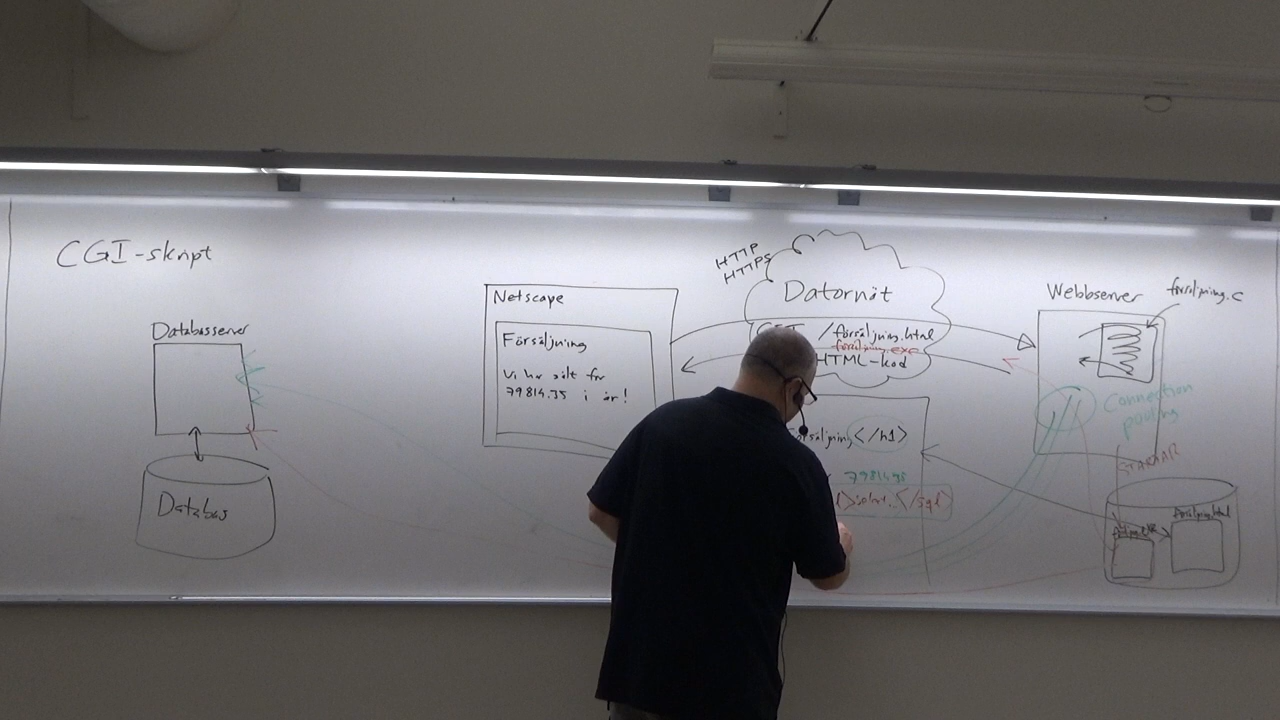 CGI-skript
Databasserver
Databas
Netscape
Försäljning
Vi har sålt för
79814.35 i år!
HTTP
HTTPS
Datornät
GET /försäljning.html
försäljning.exe
HTML-kod
Försäljning</h1>
79814.35
</sql>
Webbserver
försäljning.c
Connection
pooling
STARTAR
försäljning.html